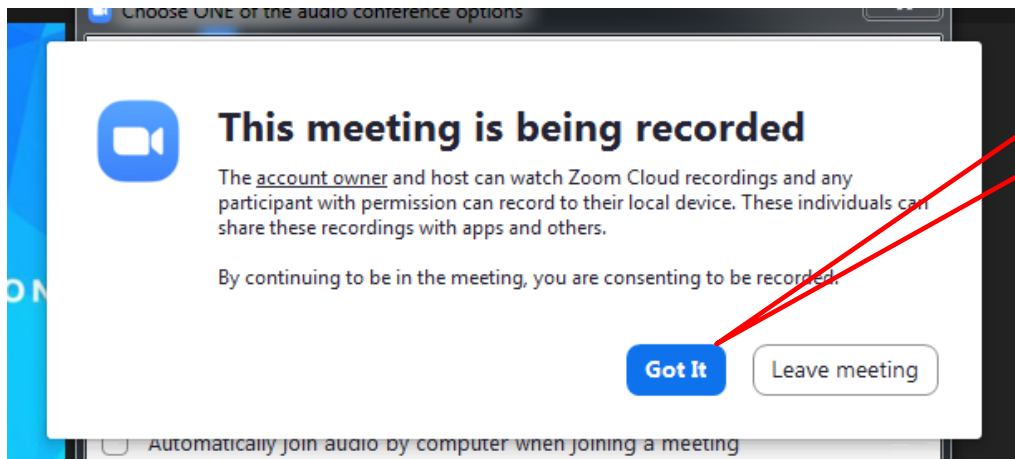 Choose ONE of the audio conference options
This meeting is being recorded
The account owner and host can watch Zoom Cloud recordings and any
participant with permission can record to their local device. These individuals can
share these recordings with apps and others.
By continuing to be in the meeting, you are consenting to be recorded.
ON
Got It
Leave meeting
Automatically join audio by computer when joining a meeting